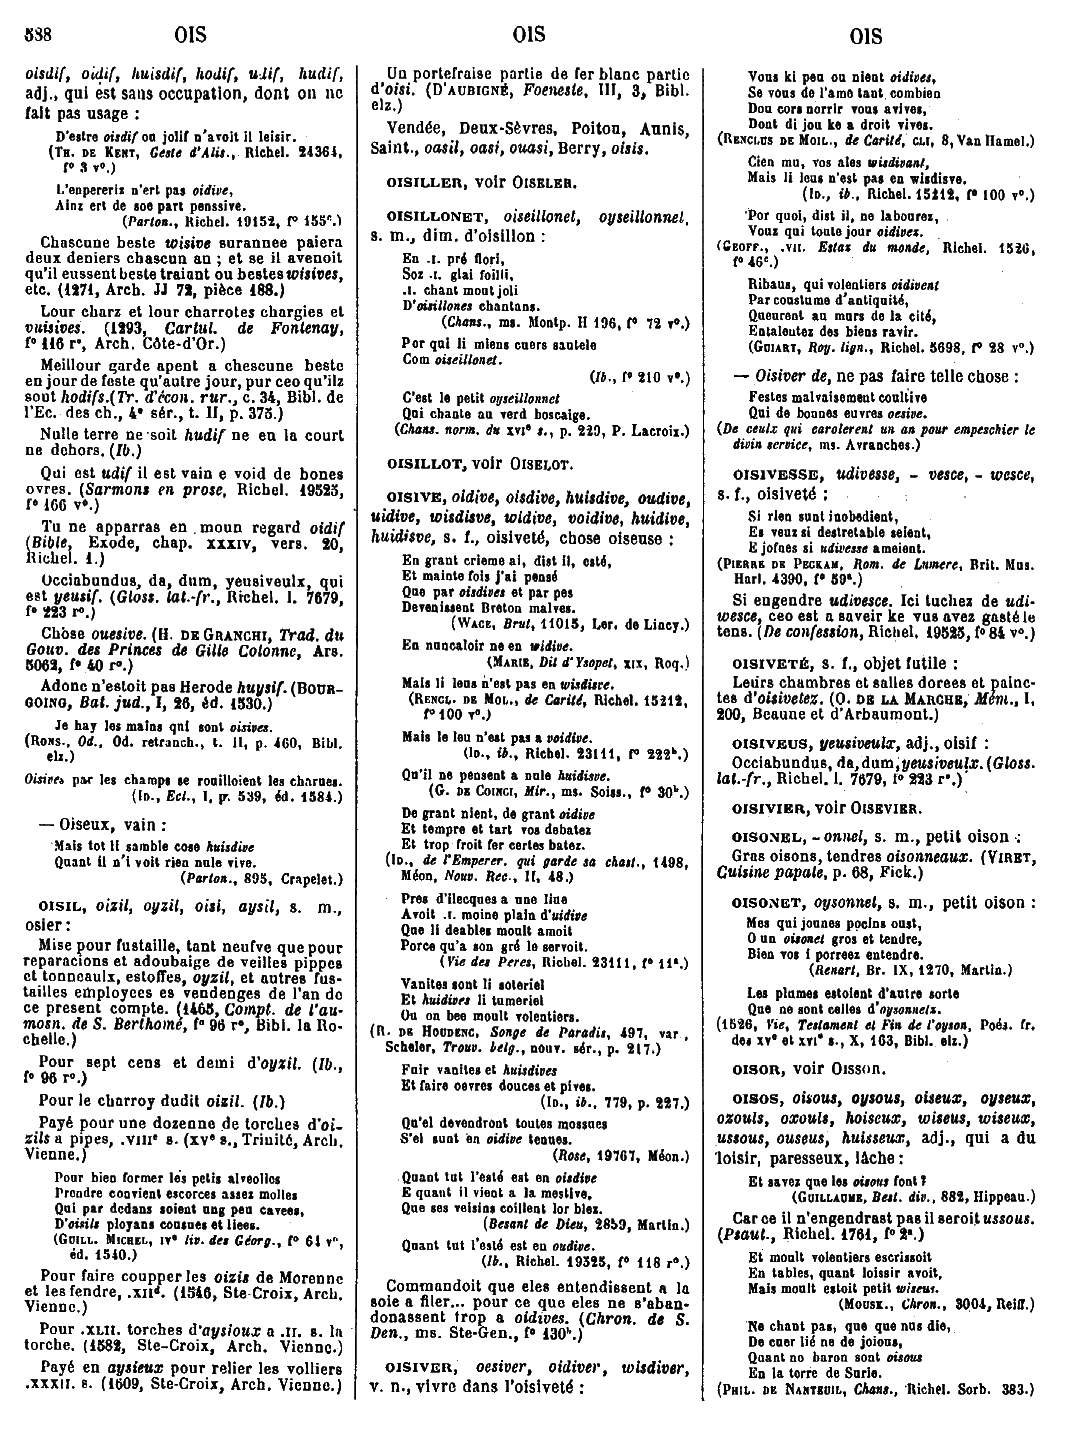 588 OIS OIS OIS
oisdif, oidif, huisdif, hodif, udif, hudif,
adj., qui est sans occupation, dont on ne
fait pas usage :
D'estre oisdif ou jolif n'avoit il leisir.
(TH. DE KENT, Geste d'Alis., Richel. 24364,
f° 3 v°.)
L'enpereriz n'ert pas oidive,
Ainz ert de soe part penssive.
(Parton., Richel. 19152, f° 155ᶜ.)
Chascune beste wisive surannee paiera
deux deniers chascun an ; et se il avenoit
qu'il eussent beste traiant ou bestes wisives,
etc. (1271, Arch. JJ 72, pièce 188.)
Lour charz et lour charrotes chargies et
vuisives. (1293, Cartul. de Fontenay,
f° 116 r°, Arch. Côte-d'Or.)
Meillour garde apent a chescune beste
en jour de feste qu'autre jour, pur ceo qu'ilz
sout hodifs. (Tr. d'écon. rur., c. 34, Bibl. de
l'Ec. des ch., 4ᵉ sér., t. II, p. 373.)
Nulle terre ne soit hudif ne en la court
ne dehors. (Ib.)
Qui est udif il est vain e void de bones
ovres. (Sarmons en prose, Richel. 19525,
f° 166 v°.)
Tu ne apparras en moun regard oidif
(Bible, Exode, chap. XXXIV, vers. 20,
Richel. 1.)
Occiabundus, da, dum, yeusiveulx, qui
est yeusif. (Gloss. lat.-fr., Richel. l. 7679,
f° 223 r°.)
Chose ouesive. (H. DE GRANCHI, Trad. du
Gouv. des Princes de Gille Colonne, Ars.
5062, f° 40 r°.)
Adonc n'estoit pas Herode huysif. (BOUR-
GOING, Bat. jud., I, 26, éd. 1530.)
Je hay les mains qui sont oisives.
(RONS., Od., Od. retranch., t. II, p. 460, Bibl.
elz.)
Oisives par les champs se rouilloient les charues.
(ID., Ecl., I, p. 539, éd. 1584.)
— Oiseux, vain :
Mais tot li samble cose huisdive
Quant il n'i voit rien nule vive.
(Parton., 895, Crapelet.)
OISIL, oizil, oyzil, oisi, aysil, s. m.,
osier :
Mise pour fustaille, tant neufve que pour
reparacions et adoubaige de veilles pippes
et tonneaulx, estoffes, oyzil, et autres fus-
tailles employees es vendenges de l'an de
ce present compte. (1465, Compt. de l'au-
mosn. de S. Berthomé, f° 96 r°, Bibl. la Ro-
chelle.)
Pour sept cens et demi d'oyzil. (Ib.,
f° 96 r°.)
Pour le charroy dudit oizil. (Ib.)
Payé pour une dozenne de torches d'oi-
zils a pipes, .VIIIᵉ s. (XVᵉ s., Trinité, Arch.
Vienne.)
Pour bien former les petis alveolles
Prendre convient escorces assez molles
Qui par dedans soient ung peu cavees,
D'oisils ployans cousues et liees.
(GUILL. MICHEL, IVᵉ liv. des Géorg., f° 64 v°,
éd. 1540.)
Pour faire coupper les oizis de Morenne
et les fendre, .XIIᵈ. (1546, Ste-Croix, Arch.
Vienne.)
Pour .XLII. torches d'aysioux a .II. s. la
torche. (1582, Ste-Croix, Arch. Vienne.)
Payé en aysieux pour relier les volliers
.XXXII. s. (1609, Ste-Croix, Arch. Vienne.)
Un portefraise partie de fer blanc partie
d'oisi. (D'AUBIGNÉ, Foeneste, III, 3, Bibl.
elz.)
Vendée, Deux-Sèvres, Poitou, Aunis,
Saint., oasil, oasi, ouasi, Berry, oisis.
OISILLER, voir OISELER.
OISILLONET, oiseillonet, oyseillonnel,
s. m., dim. d'oisillon :
En .I. pré flori,
Soz .I. glai foilli,
.I. chant mout joli
D'oisillones chantans.
(Chans., ms. Montp. H 196, f° 72 r°.)
Por qui li miens cuers sautele
Com oiseillonet.
(Ib., f° 210 v°.)
C'est le petit oyseillonnet
Qui chante au verd boscaige.
(Chans. norm. du XVIᵉ s., p. 229, P. Lacroix.)
OISILLOT, voir OISELOT.
OISIVE, oidive, oisdive, huisdive, oudive,
uidive, wisdisve, widive, voidive, huidive,
huidisve, s. f., oisiveté, chose oiseuse :
En grant crieme ai, dist il, esté,
Et mainte fois j'ai pensé
Que par oisdives et par pes
Devenissent Breton malves.
(WACE, Brut, 11015, Ler. de Lincy.)
En nuncaloir ne en widive.
(MARIE, Dit d'Ysopet, XIX, Roq.)
Mais li leus n'est pas en wisdisve.
(RENCL. DE MOL., de Carité, Richel. 15212,
f° 100 r°.)
Mais le leu n'est pas a voidive.
(ID., ib., Richel. 23111, f° 222ᵇ.)
Qu'il ne pensent a nule huidisve.
(G. DE COINCI, Mir., ms. Soiss., f° 30ᵇ.)
De grant nient, de grant oidive
Et tempre et tart vos debatez
Et trop froit fer certes batez.
(ID., de l'Emperer. qui garde sa chast., 1498,
Méon, Nouv. Rec., II, 48.)
Pres d'ilecques a une liue
Avoit .I. moine plain d'uidive
Que li deables moult amoit
Porce qu'a son gré le servoit.
(Vie des Peres, Richel. 23111, f° 11ᵃ.)
Vanites sont li soteriel
Et huidives li tumeriel
Ou on bee moult volentiers.
(R. DE HOUDENC, Songe de Paradis, 497, var.,
Scheler, Trouv. belg., nouv. sér., p. 217.)
Fuir vanites et huisdives
Et faire oevres douces et pives.
(ID., ib., 779, p. 227.)
Qu'el devendront toutes mossues
S'el sunt en oidive tenues.
(Rose, 19767, Méon.)
Quant tut l'esté est en oisdive
E quant il vient a la mestive,
Que ses veisins coillent lor blez.
(Besant de Dieu, 2859, Martin.)
Quant tut l'esté est en oudive.
(Ib., Richel. 19525, f° 118 r°.)
Commandoit que eles entendissent a la
soie a filer... pour ce que eles ne s'aban-
donassent trop a oidives. (Chron. de S.
Den., ms. Ste-Gen., f° 130ᵇ.)
OISIVER, oesiver, oidiver, wisdiver,
v. n., vivre dans l'oisiveté :
Vous ki peu ou nient oidives,
Se vous de l'ame tant combien
Dou cors norrir vous avives,
Dont di jou ke a droit vives.
(RENCLUS DE MOIL., de Carité, CLI, 8, Van Hamel.)
Cien mu, vos ales wisdivant,
Mais li leus n'est pas en wisdisve.
(ID., ib., Richel. 15212, f° 100 v°.)
Por quoi, dist il, ne labourez,
Vouz qui toute jour oidivez.
(GEOFF., .VII. Estaz du monde, Richel. 1526,
f° 46ᶜ.)
Ribaus, qui volentiers oidivent
Par coustume d'antiquité,
Queurent au murs de la cité,
Entalentez des biens ravir.
(GUIART, Roy. lign., Richel. 5698, f° 28 v°.)
— Oisiver de, ne pas faire telle chose :
Festes malvaisement coultive
Qui de bonnes euvres oesive.
(De ceulx qui carolerent un an pour empeschier le
divin service, ms. Avranches.)
OISIVESSE, udivesse, - vesce, - wesce,
s. f., oisiveté :
Si rien sunt inobedient,
Es veuz si destretable seient,
E jofnes si udivesse ameient.
(PIERRE DE PECKAM, Rom. de Lumere, Brit. Mus.
Harl. 4390, f° 59ᵃ.)
Si engendre udivesce. Ici tuchez de udi-
wesce, ceo est a saveir ke vus avez gasté le
tens. (De confession, Richel. 19525, f° 84 v°.)
OISIVETÉ, s. f., objet futile :
Leurs chambres et salles dorees et painc-
tes d'oisivetez. (O. DE LA MARCHE, Mém., I,
200, Beaune et d'Arbaumont.)
OISIVEUS, yeusiveulx, adj., oisif :
Occiabundus, da, dum, yeusiveulx. (Gloss.
lat.-fr., Richel. l. 7679, f° 223 r°.)
OISIVIER, voir OISEVIER.
OISONEL, - onnel, s. m., petit oison :
Gras oisons, tendres oisonneaux. (VIRET,
Cuisine papale, p. 68, Fick.)
OISONET, oysonnet, s. m., petit oison :
Mes qui jounes pocins oust,
O un oisonet gros et tendre,
Bien vos i porreez entendre.
(Renart, Br. IX, 1270, Martin.)
Les plumes estoient d'autre sorte
Que ne sont celles d'oysonnetz.
(1526, Vie, Testament et Fin de l'oyson, Poés. fr.
des XVᵉ et XVIᵉ s., X, 163, Bibl. elz.)
OISOR, voir OISSON.
OISOS, oisous, oysous, oiseux, oyseux,
ozouls, oxouls, hoiseux, wiseus, wiseux,
ussous, ouseus, huisseux, adj., qui a du
loisir, paresseux, lâche :
Et savez que les oisous font ?
(GUILLAUME, Best. div., 882, Hippeau.)
Car ce il n'engendrast pas il seroit ussous.
(Psaut., Richel. 1761, f° 2ᵃ.)
Et moult volentiers escrissoit
En tables, quant loissir avoit,
Mais moult estoit petit wiseus.
(MOUSK., Chron., 3004, Reiff.)
Ne chant pas, que que nus die,
De cuer lié ne de joious,
Quant no baron sont oisous
En la torre de Surie.
(PHIL. DE NANTEUIL, Chans., Richel. Sorb. 383.)